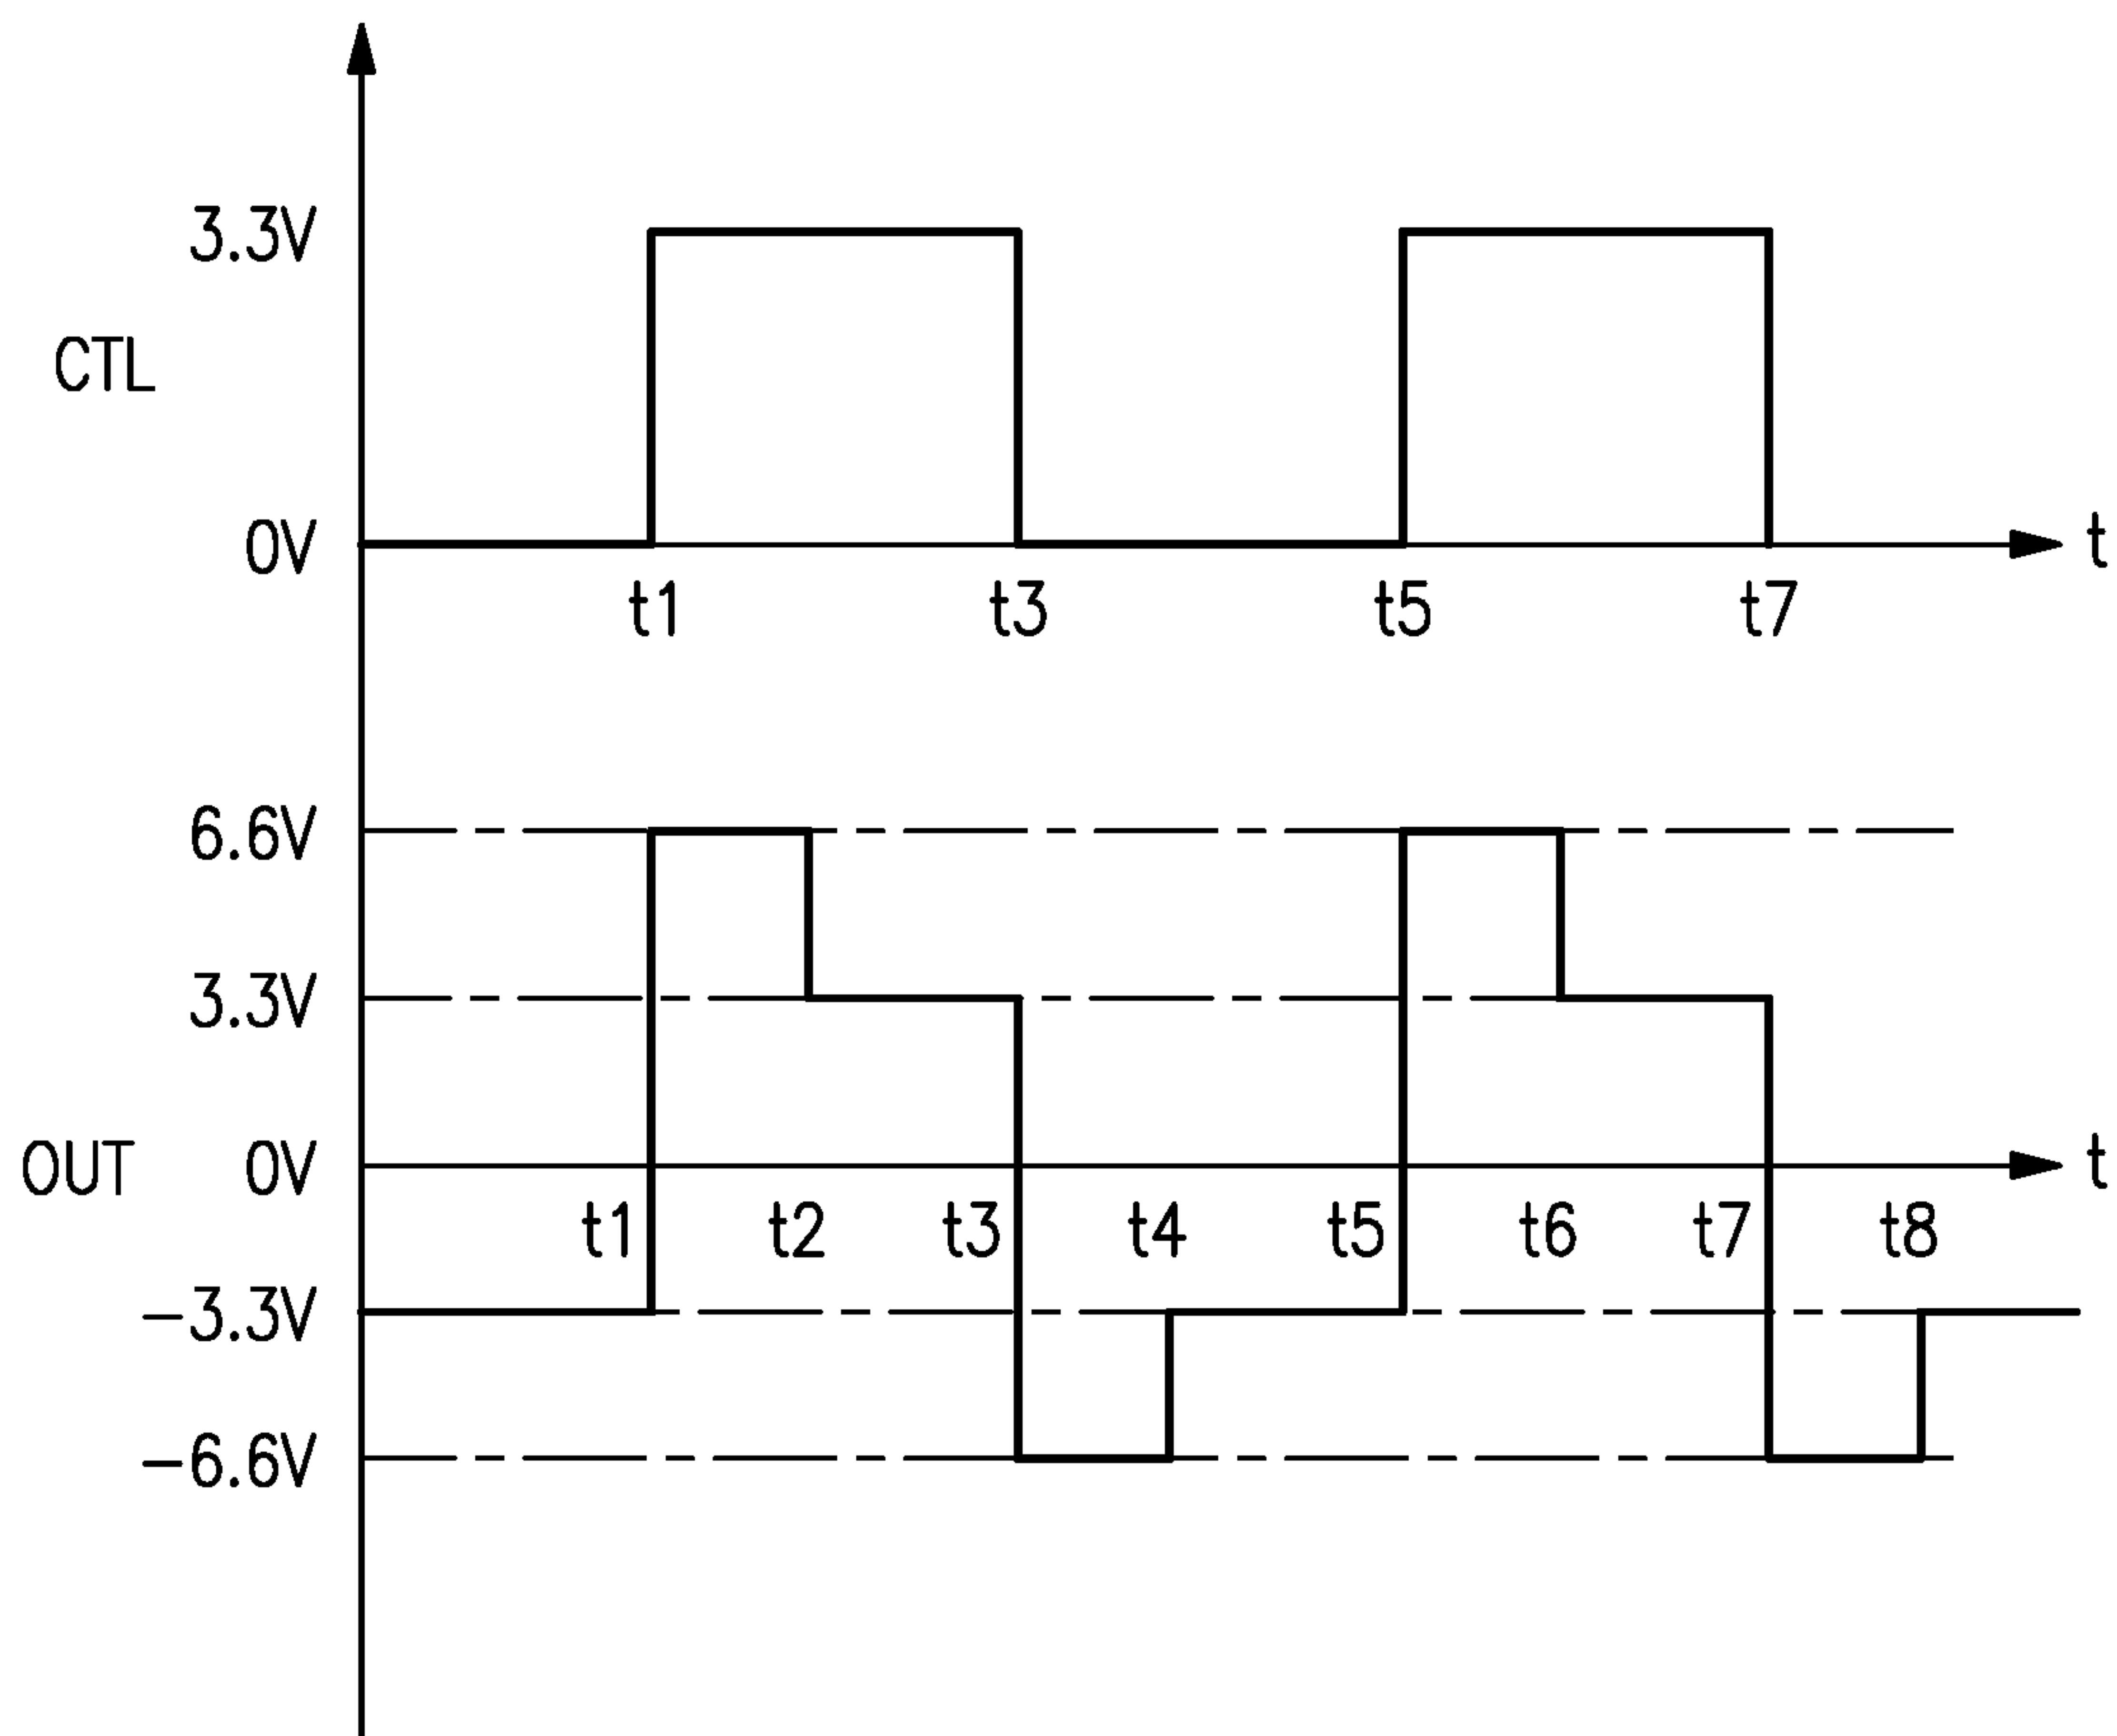 3.3V
CTL
0V
t
t1 t3 t5 t7
6.6V
3.3V
OUT 0V
t
t1 t2 t3 t4 t5 t6 t7 t8
-3.3V
-6.6V